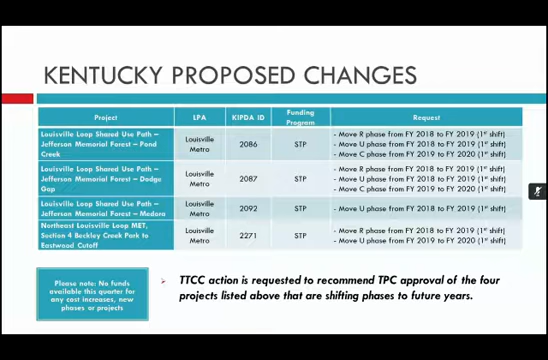 KENTUCKY PROPOSED CHANGES
Project LPA KIPDA ID Funding Program Request
Louisville Loop Shared Use Path –
Jefferson Memorial Forest – Pond
Creek
Louisville
Metro
2086
STP
- Move R phase from FY 2018 to FY 2019 (1st shift)
- Move U phase from FY 2018 to FY 2019 (1st shift)
- Move C phase from FY 2019 to FY 2020 (1st shift)
Louisville Loop Shared Use Path –
Jefferson Memorial Forest – Dodge
Gap
Louisville
Metro
2087
STP
- Move R phase from FY 2018 to FY 2019 (1st shift)
- Move U phase from FY 2018 to FY 2019 (1st shift)
- Move C phase from FY 2019 to FY 2020 (1st shift)
Louisville Loop Shared Use Path –
Jefferson Memorial Forest – Medora
Louisville
Metro
2092
STP
- Move U phase from FY 2018 to FY 2019 (1st shift)
Northeast Louisville Loop MET,
Section 4 Beckley Creek Park to
Eastwood Cutoff
Louisville
Metro
2271
STP
- Move R phase from FY 2018 to FY 2019 (1st shift)
- Move U phase from FY 2019 to FY 2020 (1st shift)
Please note: No funds
available this quarter for
any cost increases, new
phases or projects
TTCC action is requested to recommend TPC approval of the four
projects listed above that are shifting phases to future years.